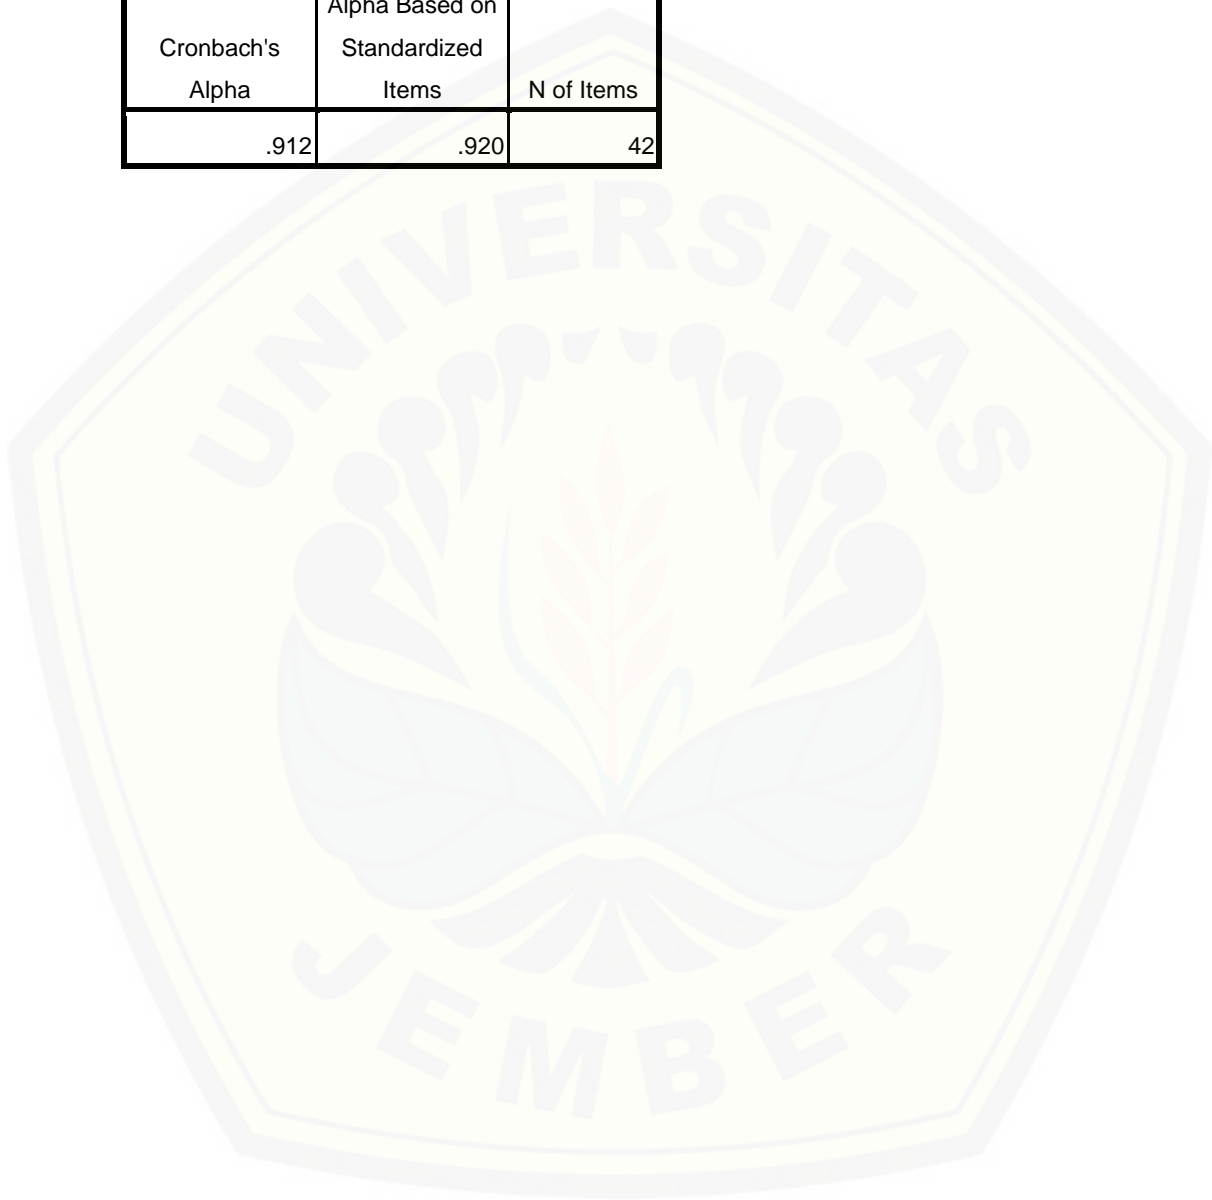 Alpha Based on
Cronbach's Standardized
Alpha Items N of Items
.912 .920 42
UNIVERSITAS
JEMBER